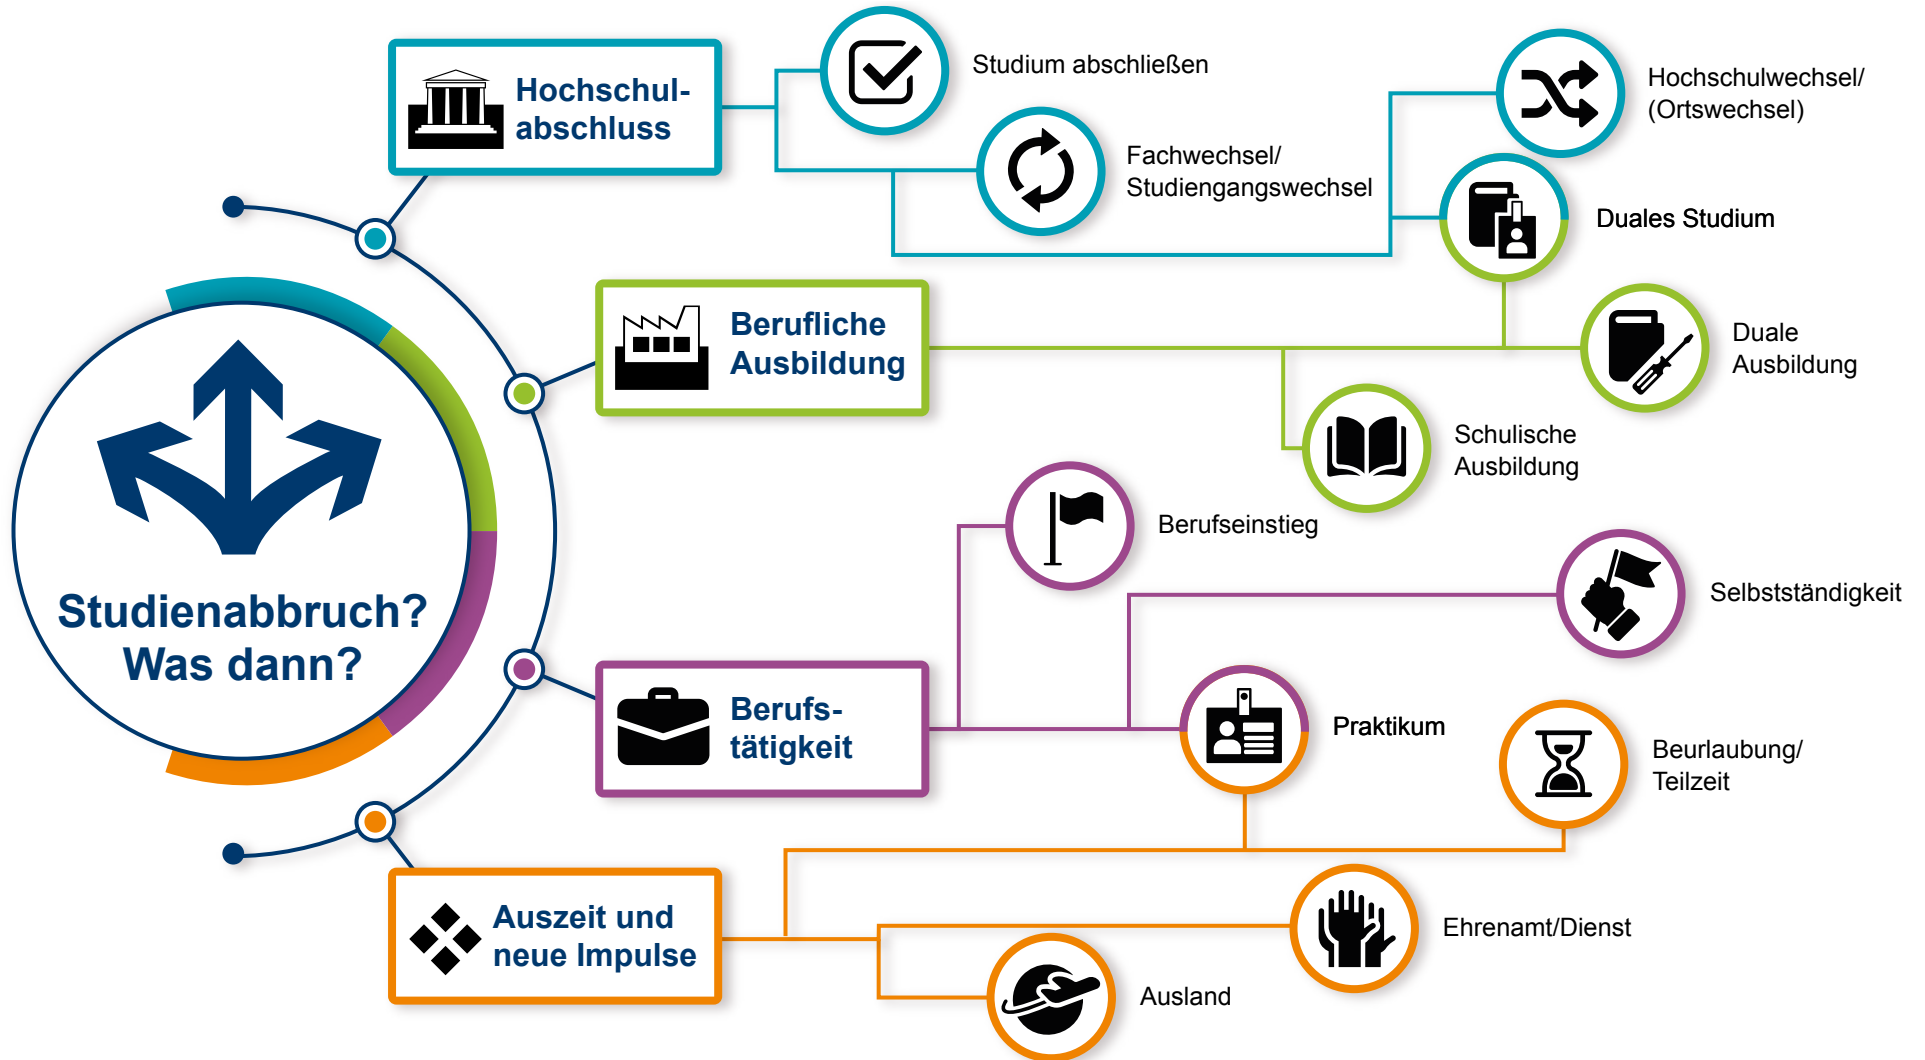 Studienabbruch?
Was dann?
Hochschul-
abschluss
Studium abschließen
Fachwechsel/
Studiengangswechsel
Hochschulwechsel/
(Ortswechsel)
Duales Studium
Berufliche
Ausbildung
Duale
Ausbildung
Schulische
Ausbildung
Berufs-
tätigkeit
Berufseinstieg
Selbstständigkeit
Praktikum
Auszeit und
neue Impulse
Beurlaubung/
Teilzeit
Ehrenamt/Dienst
Ausland